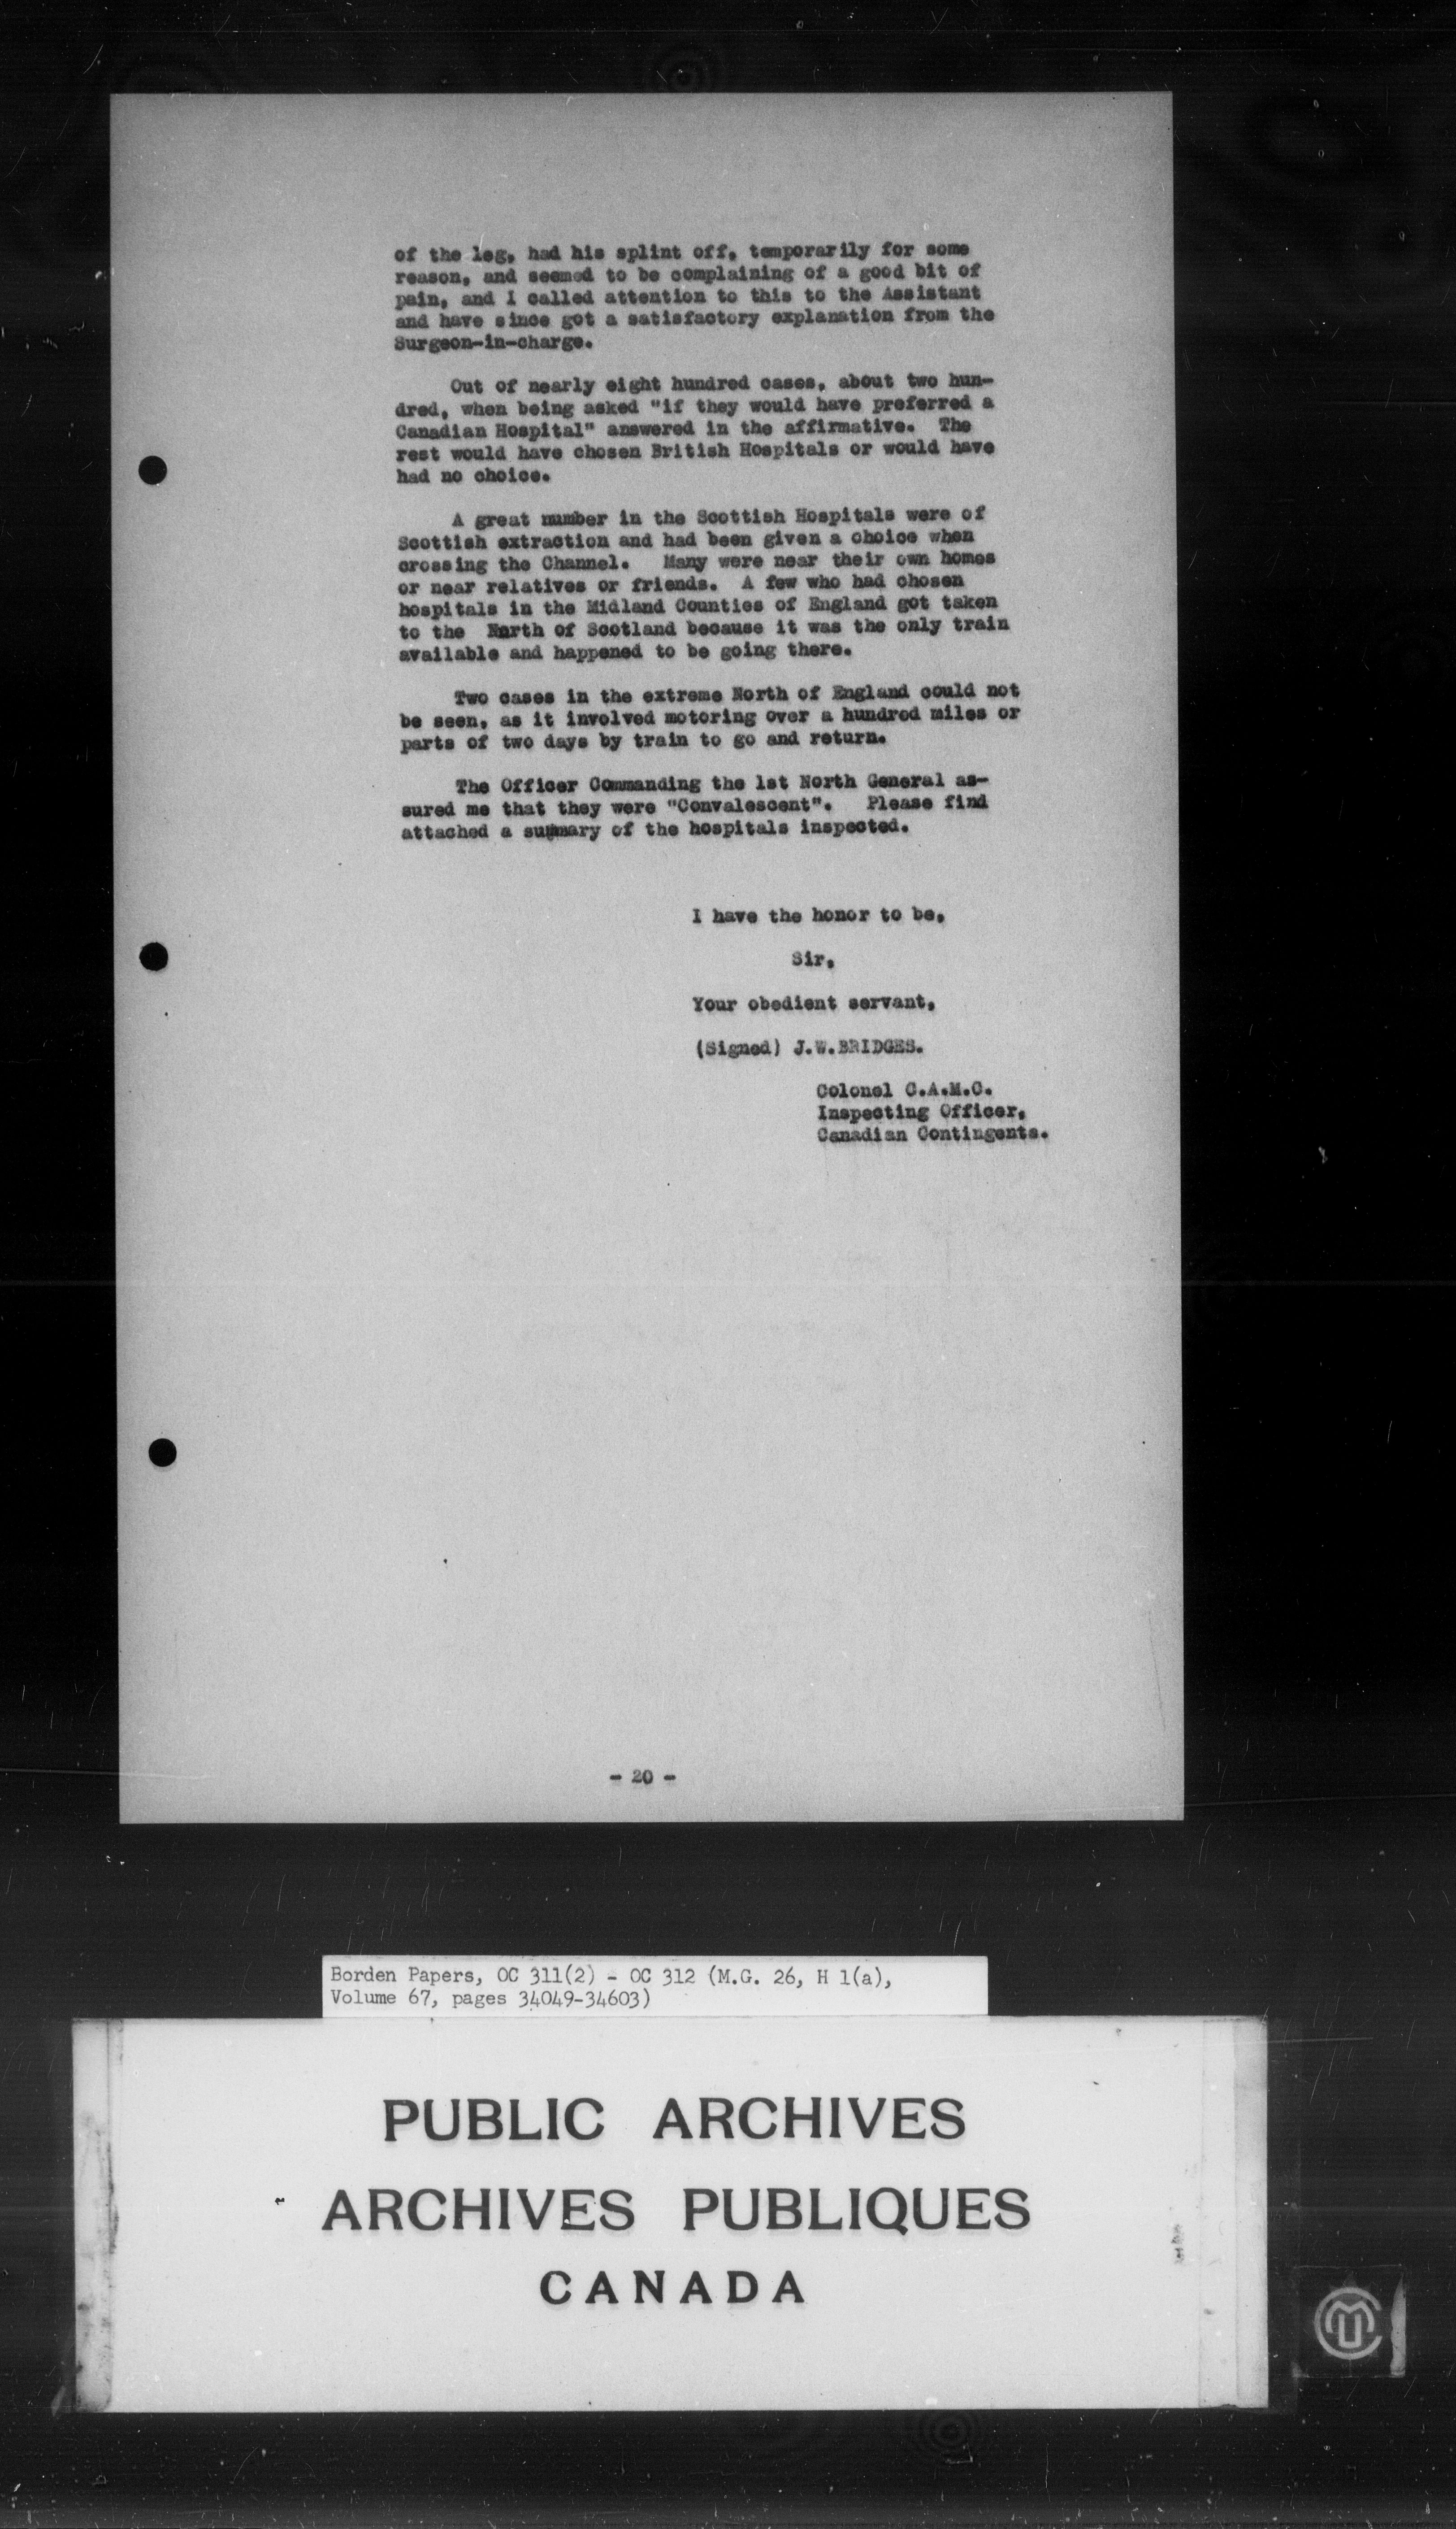 of the leg, had his splint off, temporarily for some
reason, and seemed to be complaining of a good bit of
pain, and I called attention to this to the Assistant
and have since got a satisfactory explanation from the
Surgeon-in-charge.
Out of nearly eight hundred cases, about two hun-
dred, when being asked "if they would have preferred a
Canadian Hospital" answered in the affirmative. The
rest would have chosen British Hospitals or would have
had no choice.
A great number in the Scottish Hospitals were of
Scottish extraction and had been given a choice when
crossing the Channel. Many were near their own homes
or near relatives or friends. A few who had chosen
hospitals in the Midland Counties of England got taken
to the North of Scotland because it was the only train
available and happened to be going there.
Two cases in the extreme North of England could not
be seen, as it involved motoring over a hundred miles or
parts of two days by train to go and return.
The Officer Commanding the 1st North General as-
sured me that they were "Convalescent". Please find
attached a summary of the hospitals inspected.
I have the honor to be,
Sir,
Your obedient servant,
(Signed) J.W.BRIDGES.
Colonel C.A.M.C.
Inspecting Officer,
Canadian Contingents.
- 20 -
Borden Papers, OC 311(2) - OC 312 (M.G. 26, H 1(a),
Volume 67, pages 34049-34603)
PUBLIC ARCHIVES
ARCHIVES PUBLIQUES
CANADA